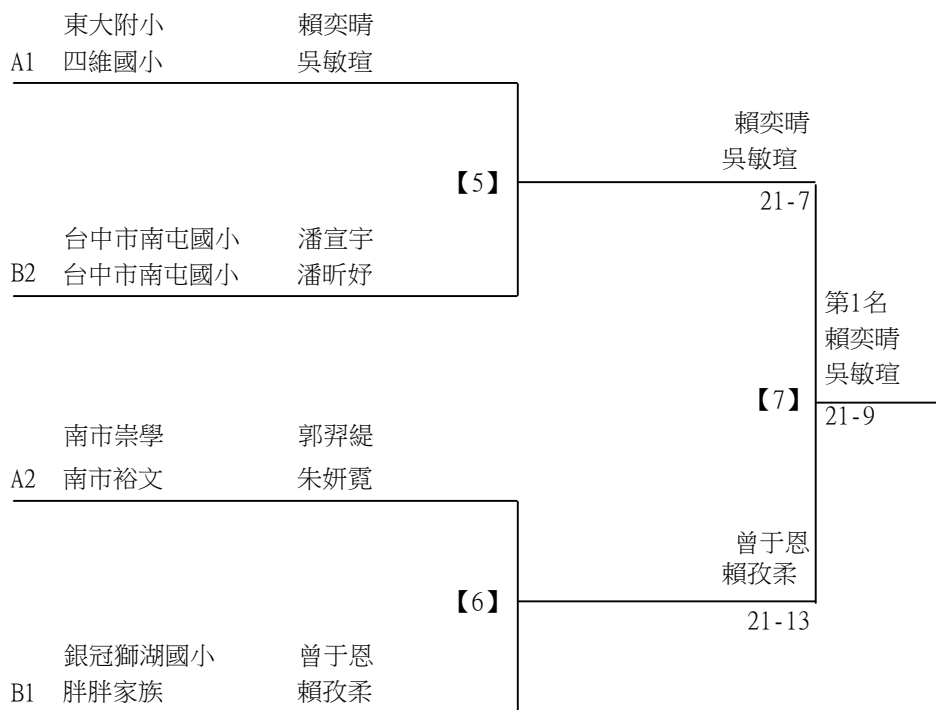 東大附小 賴奕晴
A1 四維國小 吳敏瑄
賴奕晴
吳敏瑄
【5】
21-7
台中市南屯國小 潘宣宇
B2 台中市南屯國小 潘昕妤
第1名
賴奕晴
吳敏瑄
【7】
21-9
南市崇學 郭羿緹
A2 南市裕文 朱妍霓
曾于恩
賴孜柔
【6】
21-13
銀冠獅湖國小 曾于恩
B1 胖胖家族 賴孜柔